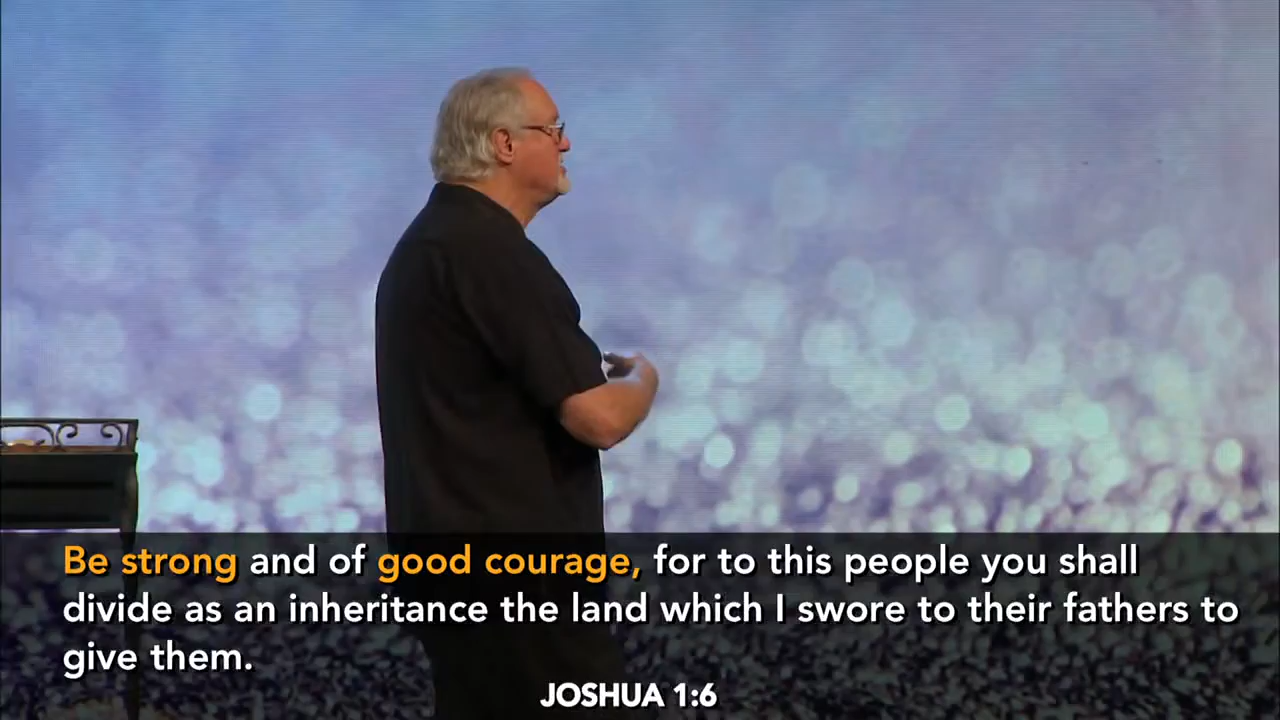 Be strong and of good courage, for to this people you shall
divide as an inheritance the land which I swore to their fathers to
give them.
JOSHUA 1:6